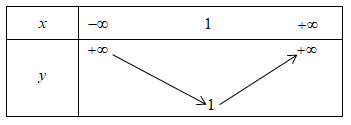 x −∞ 1 +∞
+∞ +∞
y
1